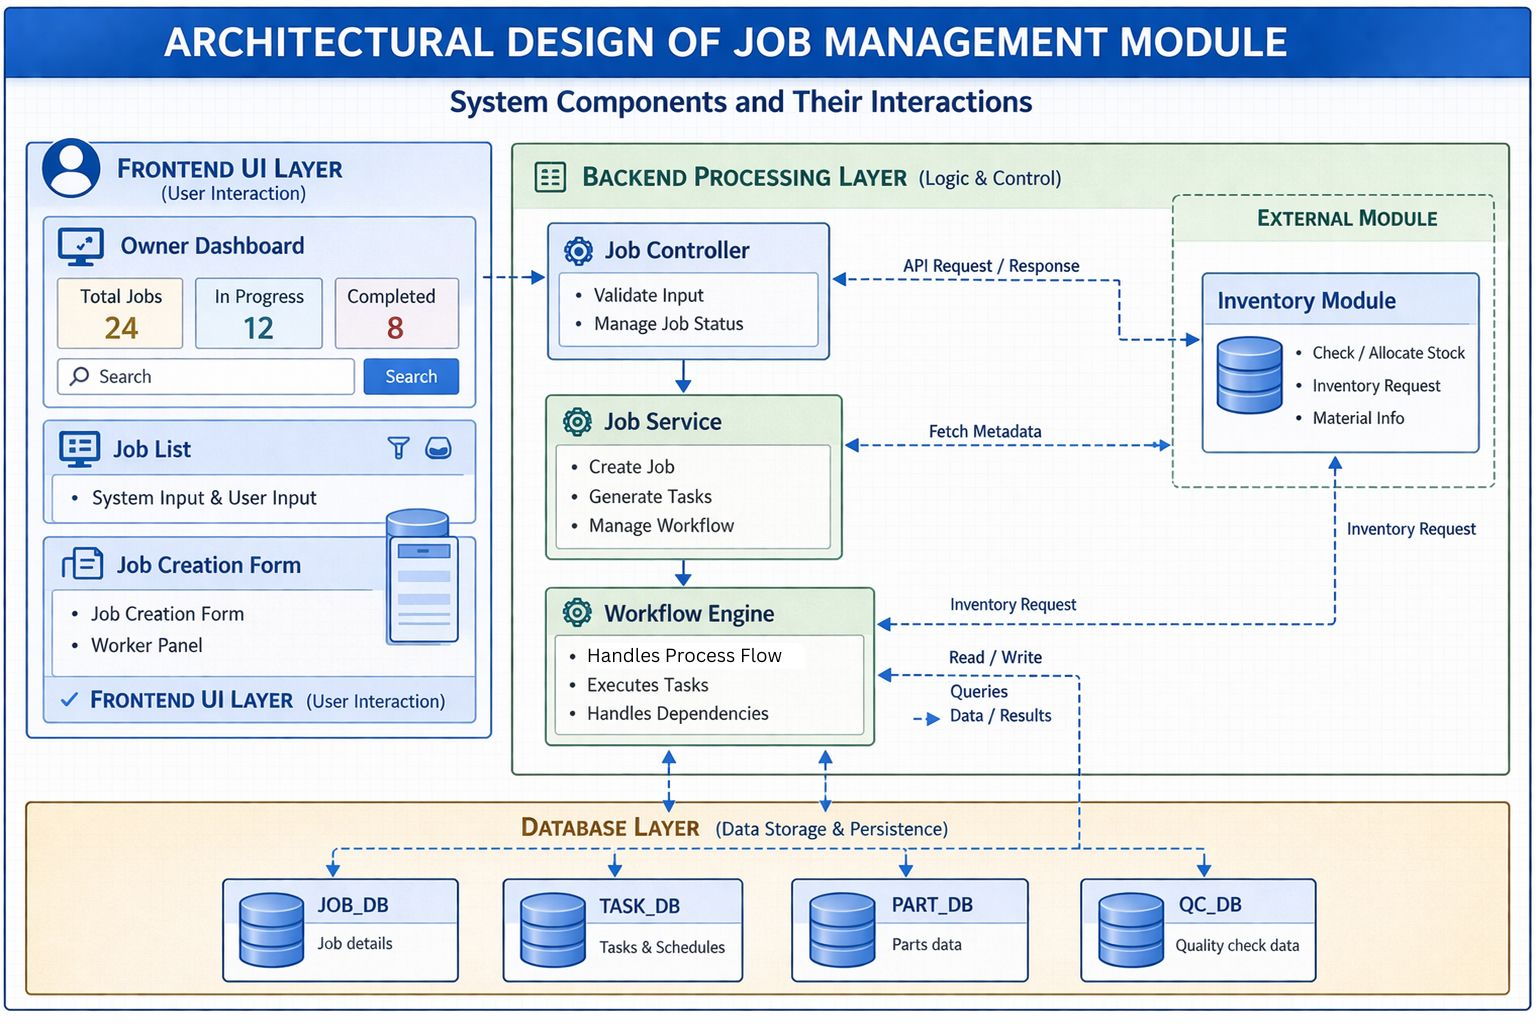 ARCHITECTURAL DESIGN OF JOB MANAGEMENT MODULE
System Components and Their Interactions
FRONTEND UI LAYER
(User Interaction)
Owner Dashboard
Total Jobs
24
In Progress
12
Completed
8
Search
Search
Job List
• System Input & User Input
Job Creation Form
• Job Creation Form
• Worker Panel
FRONTEND UI LAYER (User Interaction)
BACKEND PROCESSING LAYER (Logic & Control)
Job Controller
• Validate Input
• Manage Job Status
API Request / Response
EXTERNAL MODULE
Inventory Module
• Check / Allocate Stock
• Inventory Request
• Material Info
Job Service
• Create Job
• Generate Tasks
• Manage Workflow
Fetch Metadata
Inventory Request
Workflow Engine
• Handles Process Flow
• Executes Tasks
• Handles Dependencies
Inventory Request
Read / Write
Queries
Data / Results
DATABASE LAYER (Data Storage & Persistence)
JOB_DB
Job details
TASK_DB
Tasks & Schedules
PART_DB
Parts data
QC_DB
Quality check data